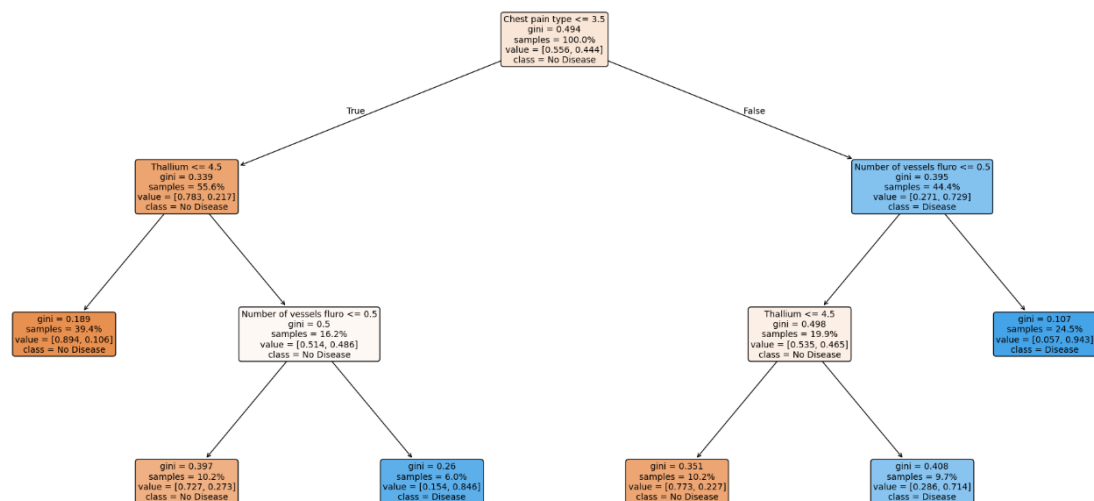 Chest pain type <= 3.5
gini = 0.494
samples = 100.0%
value = [0.556, 0.444]
class = No Disease
True
False
Thallium <= 4.5
gini = 0.339
samples = 55.6%
value = [0.783, 0.217]
class = No Disease
Number of vessels fluro <= 0.5
gini = 0.395
samples = 44.4%
value = [0.271, 0.729]
class = Disease
gini = 0.189
samples = 39.4%
value = [0.894, 0.106]
class = No Disease
Number of vessels fluro <= 0.5
gini = 0.5
samples = 16.2%
value = [0.514, 0.486]
class = No Disease
Thallium <= 4.5
gini = 0.498
samples = 19.9%
value = [0.535, 0.465]
class = No Disease
gini = 0.107
samples = 24.5%
value = [0.057, 0.943]
class = Disease
gini = 0.397
samples = 10.2%
value = [0.727, 0.273]
class = No Disease
gini = 0.26
samples = 6.0%
value = [0.154, 0.846]
class = Disease
gini = 0.351
samples = 10.2%
value = [0.773, 0.227]
class = No Disease
gini = 0.408
samples = 9.7%
value = [0.286, 0.714]
class = Disease